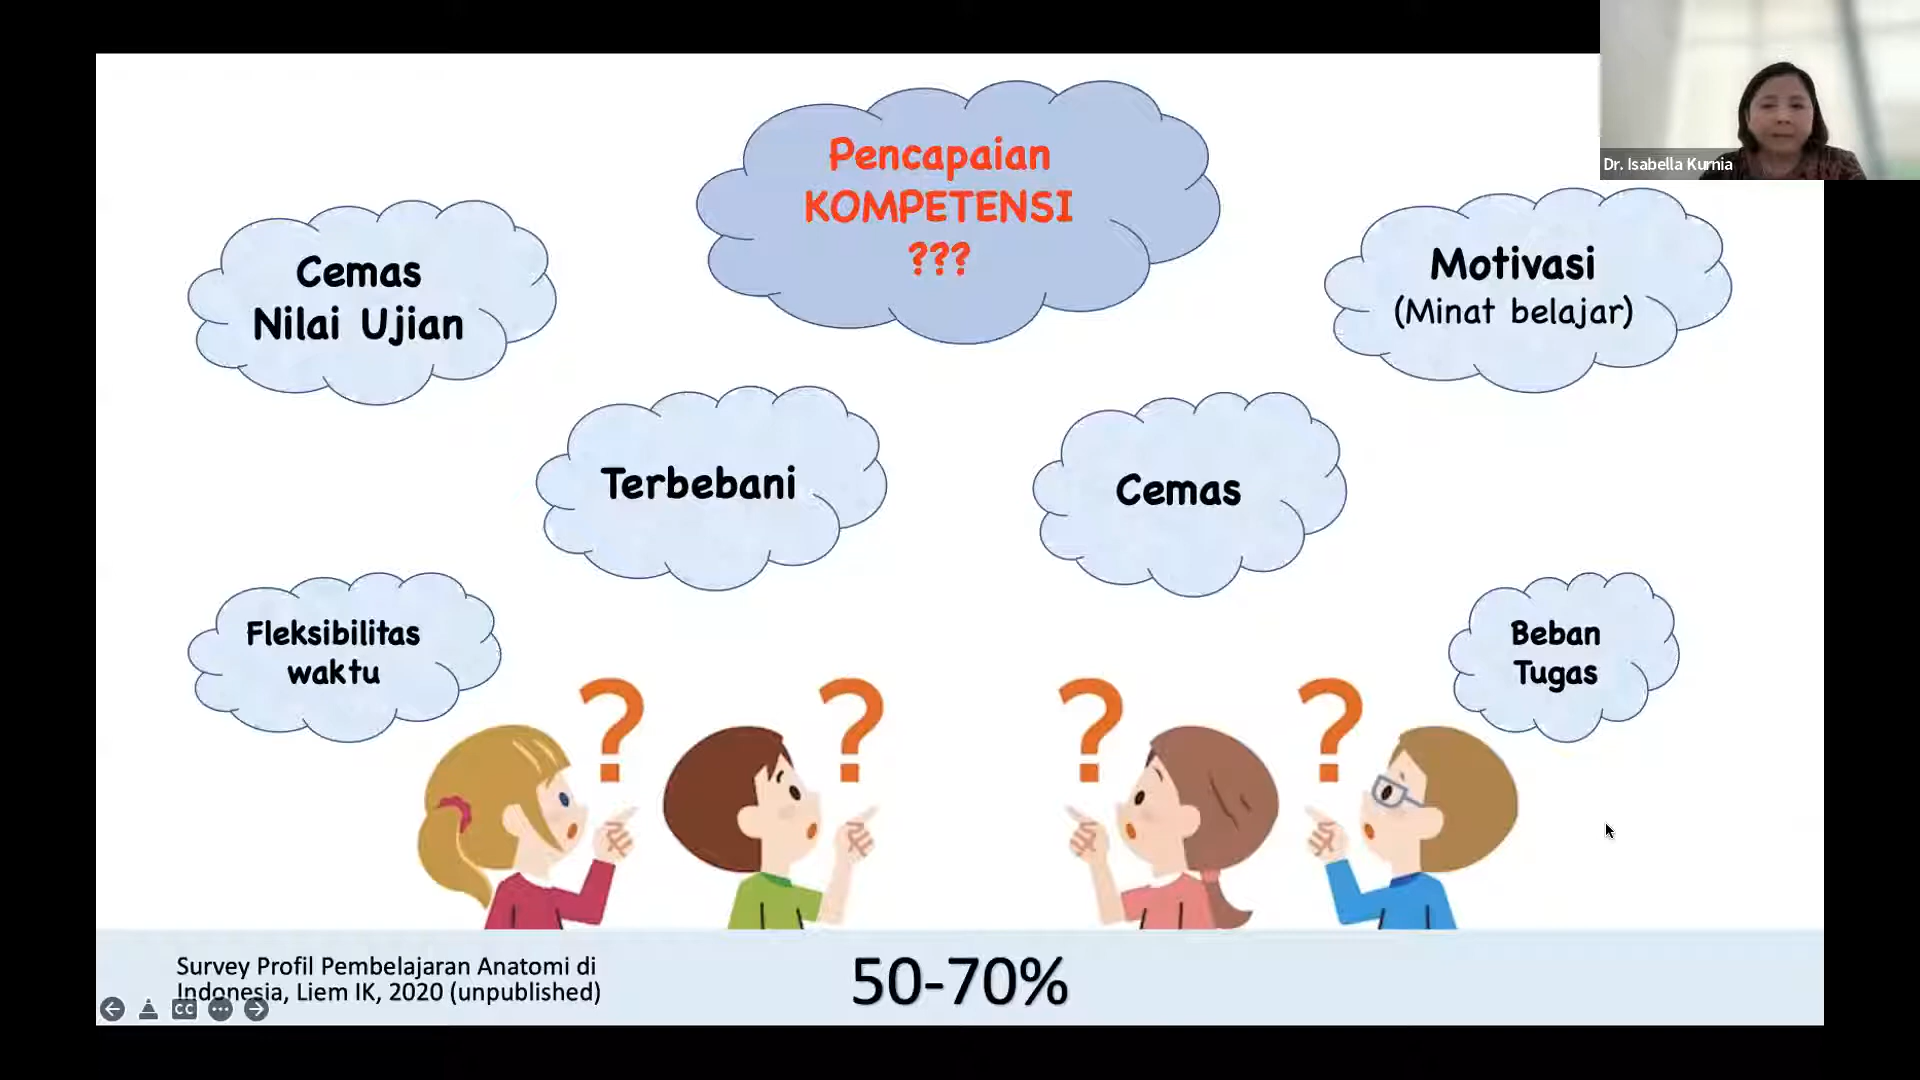 Dr. Isabella Kurnia
Pencapaian
KOMPETENSI
???
Cemas
Nilai Ujian
Motivasi
(Minat belajar)
Terbebani
Cemas
Fleksibilitas
waktu
Beban
Tugas
? ? ? ?
Survey Profil Pembelajaran Anatomi di
Indonesia, Liem IK, 2020 (unpublished)
50-70%
CC